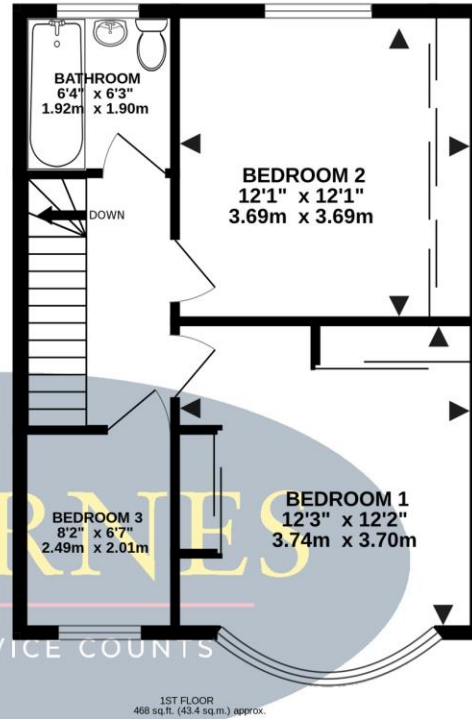 BATHROOM
6'4" x 6'3"
1.92m x 1.90m
BEDROOM 2
12'1" x 12'1"
3.69m x 3.69m
DOWN
BEDROOM 1
12'3" x 12'2"
3.74m x 3.70m
BEDROOM 3
8'2" x 6'7"
2.49m x 2.01m
RNES
VICE COUNTS
1ST FLOOR
468 sq.ft. (43.4 sq.m.) approx.